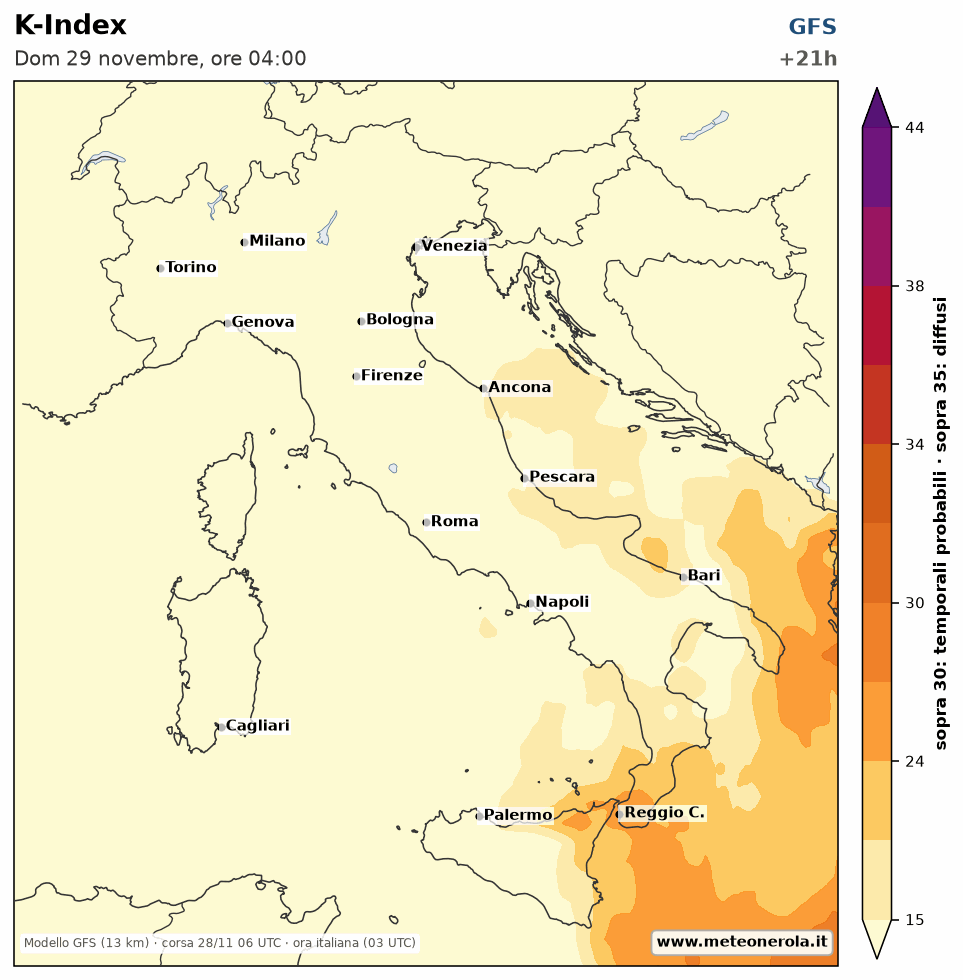 K-Index
GFS
Dom 29 novembre, ore 04:00
+21h
44
38
34
30
24
15
sopra 30: temporali probabili · sopra 35: diffusi
Milano
Venezia
Torino
Genova
Bologna
Firenze
Ancona
Pescara
Roma
Bari
Napoli
Cagliari
Palermo
Reggio C.
Modello GFS (13 km) · corsa 28/11 06 UTC · ora italiana (03 UTC)
www.meteonerola.it